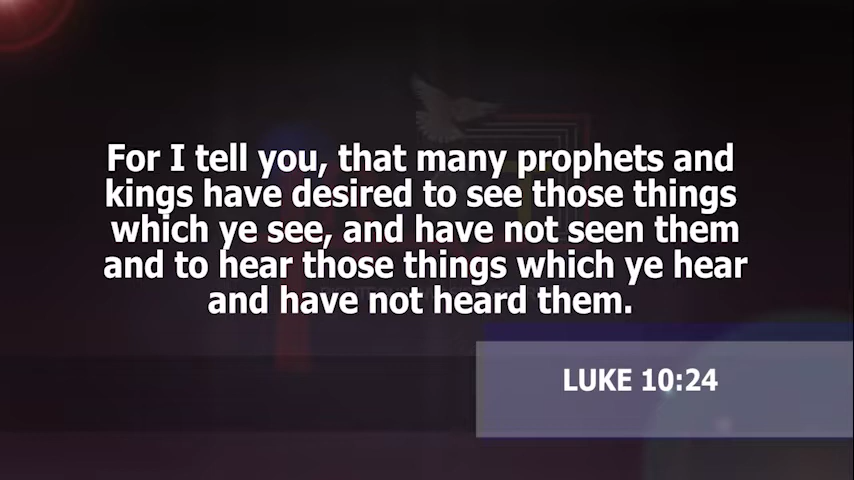 For I tell you, that many prophets and
kings have desired to see those things
which ye see, and have not seen them
and to hear those things which ye hear
and have not heard them.
LUKE 10:24